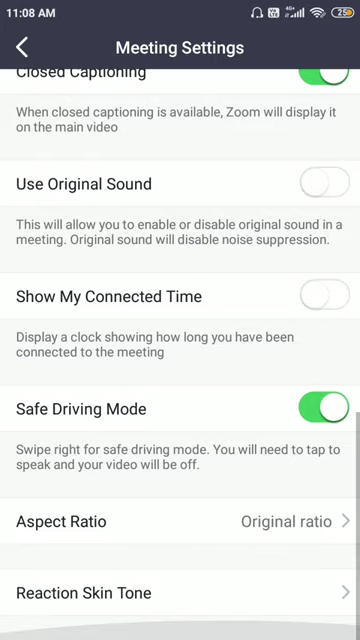 11:08 AM
4G+
25
Meeting Settings
Closed Captioning
When closed captioning is available, Zoom will display it
on the main video
Use Original Sound
This will allow you to enable or disable original sound in a
meeting. Original sound will disable noise suppression.
Show My Connected Time
Display a clock showing how long you have been
connected to the meeting
Safe Driving Mode
Swipe right for safe driving mode. You will need to tap to
speak and your video will be off.
Aspect Ratio Original ratio
Reaction Skin Tone